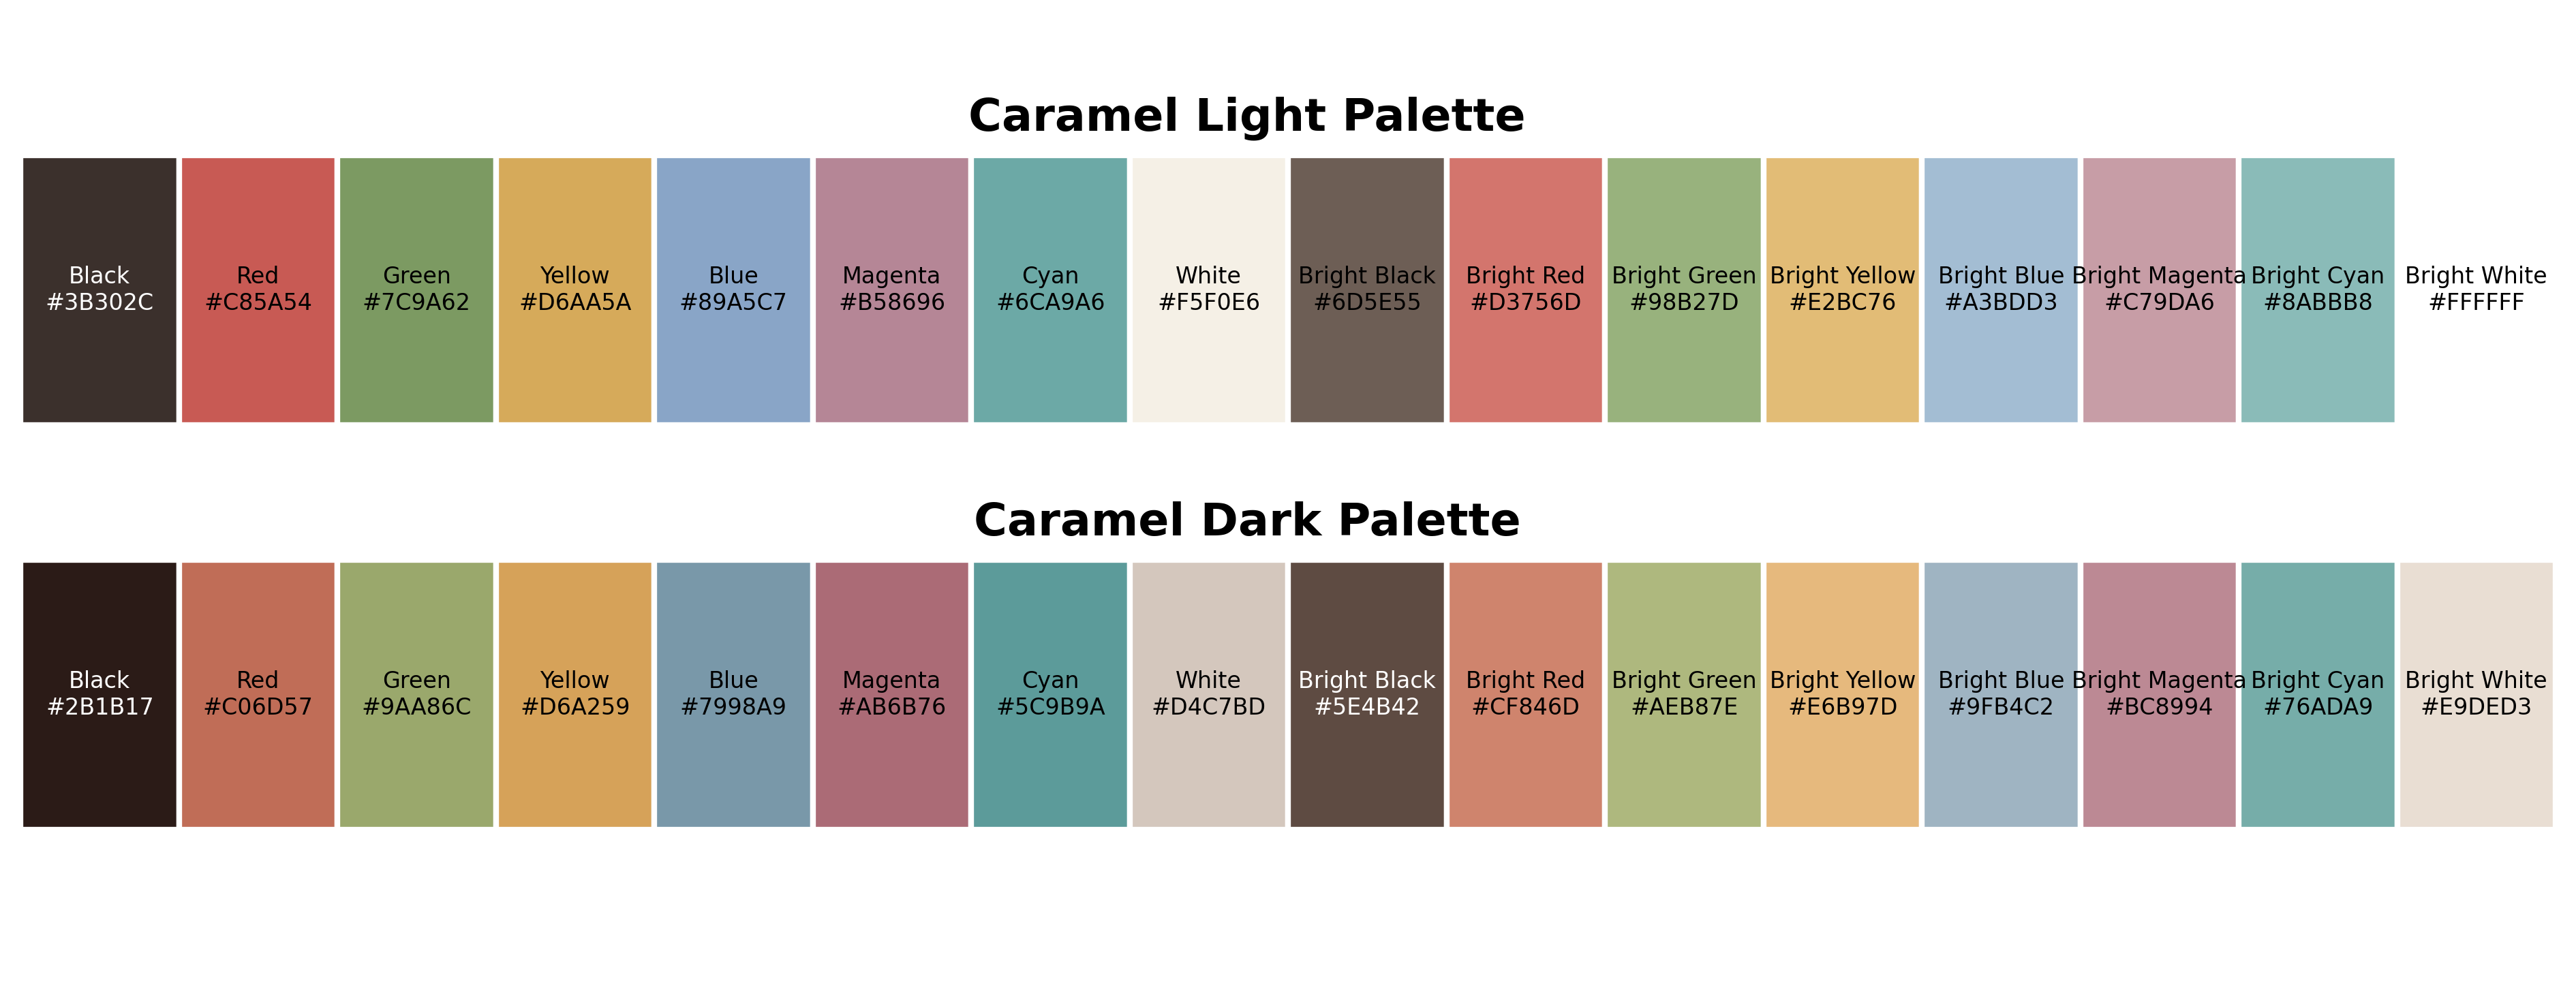 Caramel Light Palette
Black
#3B302C
Red
#C85A54
Green
#7C9A62
Yellow
#D6AA5A
Blue
#89A5C7
Magenta
#B58696
Cyan
#6CA9A6
White
#F5F0E6
Bright Black
#6D5E55
Bright Red
#D3756D
Bright Green
#98B27D
Bright Yellow
#E2BC76
Bright Blue
#A3BDD3
Bright Magenta
#C79DA6
Bright Cyan
#8ABBB8
Bright White
#FFFFFF
Caramel Dark Palette
Black
#2B1B17
Red
#C06D57
Green
#9AA86C
Yellow
#D6A259
Blue
#7998A9
Magenta
#AB6B76
Cyan
#5C9B9A
White
#D4C7BD
Bright Black
#5E4B42
Bright Red
#CF846D
Bright Green
#AEB87E
Bright Yellow
#E6B97D
Bright Blue
#9FB4C2
Bright Magenta
#BC8994
Bright Cyan
#76ADA9
Bright White
#E9DED3